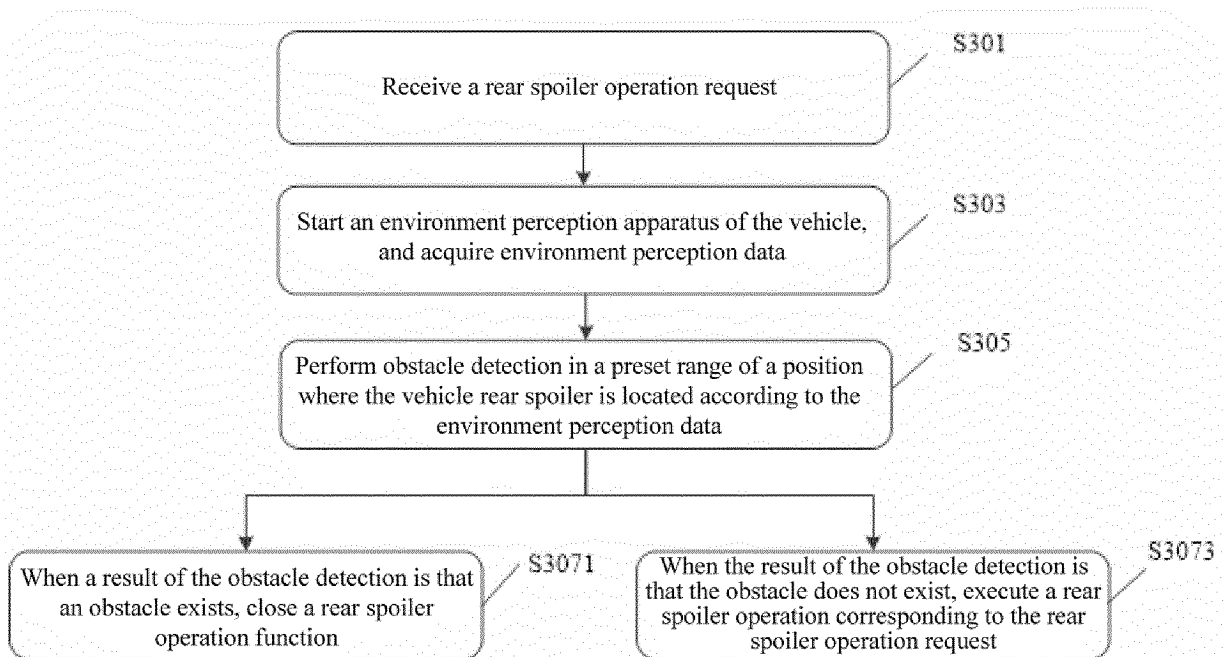 Receive a rear spoiler operation request
S301
Start an environment perception apparatus of the vehicle,
and acquire environment perception data
S303
Perform obstacle detection in a preset range of a position
where the vehicle rear spoiler is located according to the
environment perception data
S305
When a result of the obstacle detection is that
an obstacle exists, close a rear spoiler
operation function
S3071
When the result of the obstacle detection is
that the obstacle does not exist, execute a rear
spoiler operation corresponding to the rear
spoiler operation request
S3073